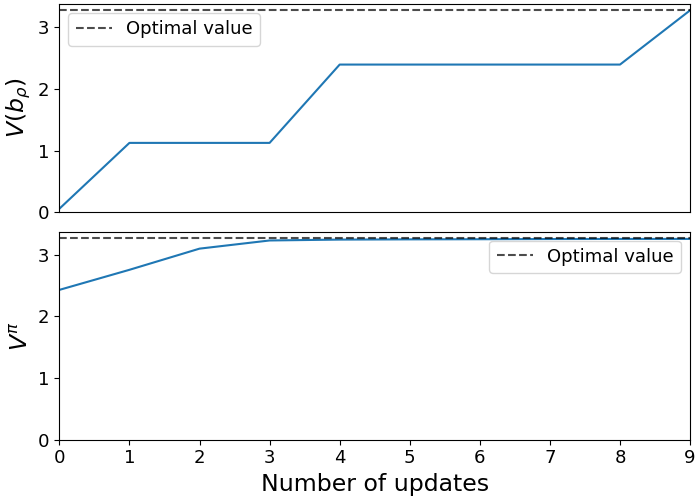 3
Optimal value
2
V(b_ρ)
1
0
3
Optimal value
2
V^π
1
0
0 1 2 3 4 5 6 7 8 9
Number of updates